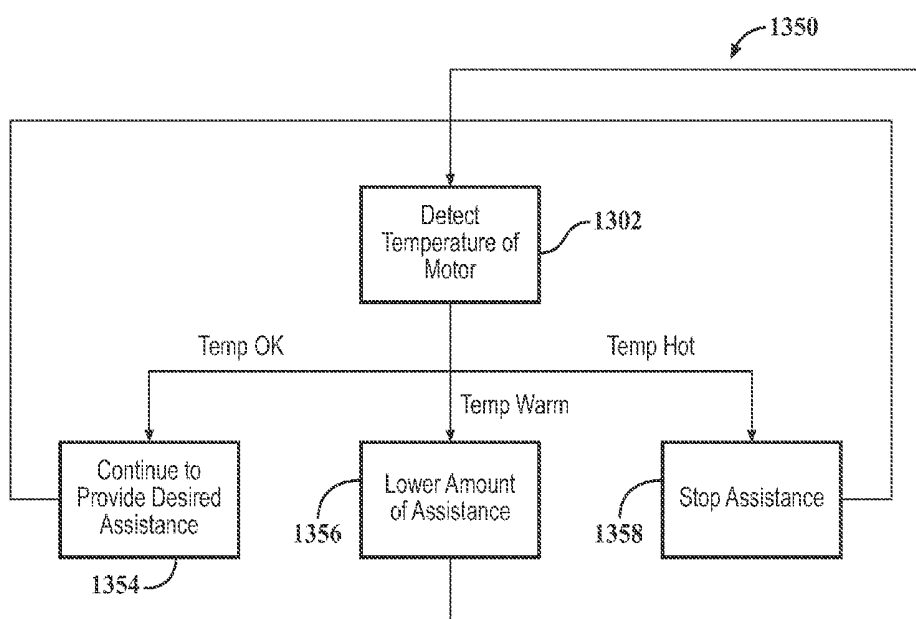 1350
Detect
Temperature of
Motor
1302
Temp OK
Temp Hot
Temp Warm
Continue to
Provide Desired
Assistance
1354
Lower Amount
of Assistance
1356
Stop Assistance
1358